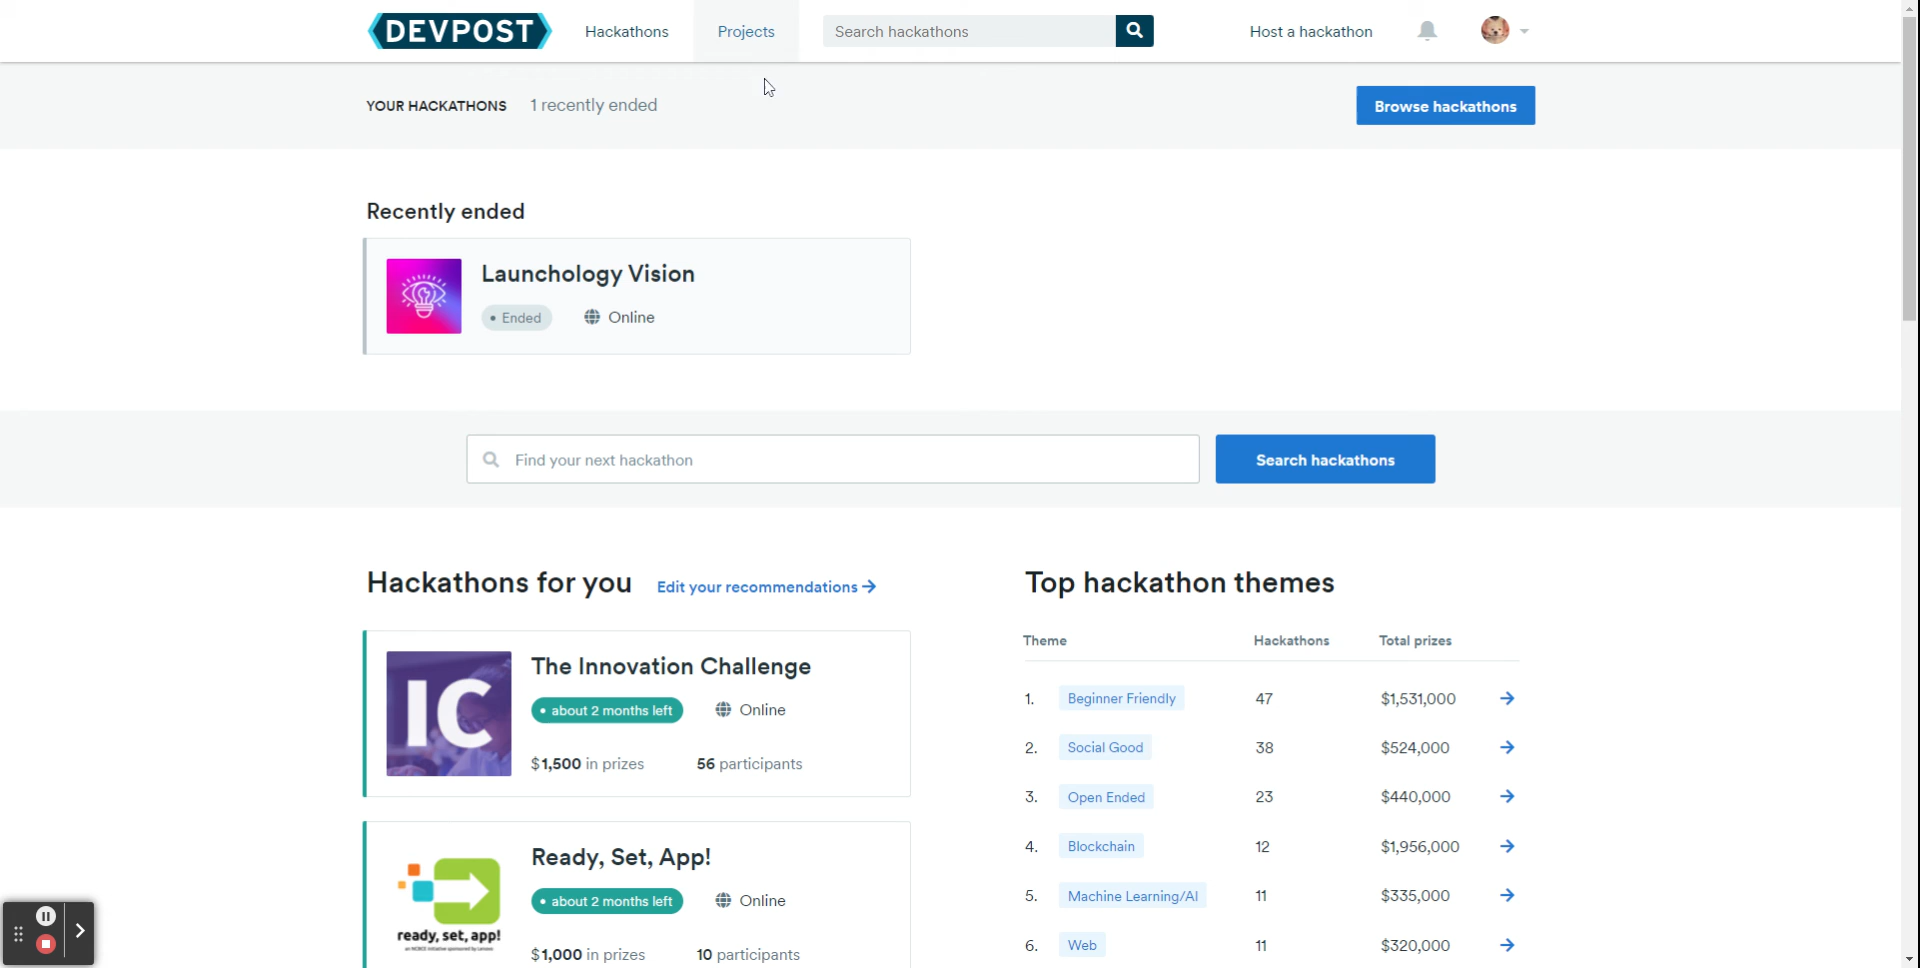 DEVPOST Hackathons Projects Search hackathons Host a hackathon
YOUR HACKATHONS 1 recently ended Browse hackathons
Recently ended
Launchology Vision
• Ended Online
Find your next hackathon Search hackathons
Hackathons for you Edit your recommendations →
The Innovation Challenge
• about 2 months left Online
IC
$1,500 in prizes 56 participants
Ready, Set, App!
• about 2 months left Online
ready, set, app!
$1,000 in prizes 10 participants
Top hackathon themes
Theme Hackathons Total prizes
1. Beginner Friendly 47 $1,531,000 →
2. Social Good 38 $524,000 →
3. Open Ended 23 $440,000 →
4. Blockchain 12 $1,956,000 →
5. Machine Learning/AI 11 $335,000 →
6. Web 11 $320,000 →